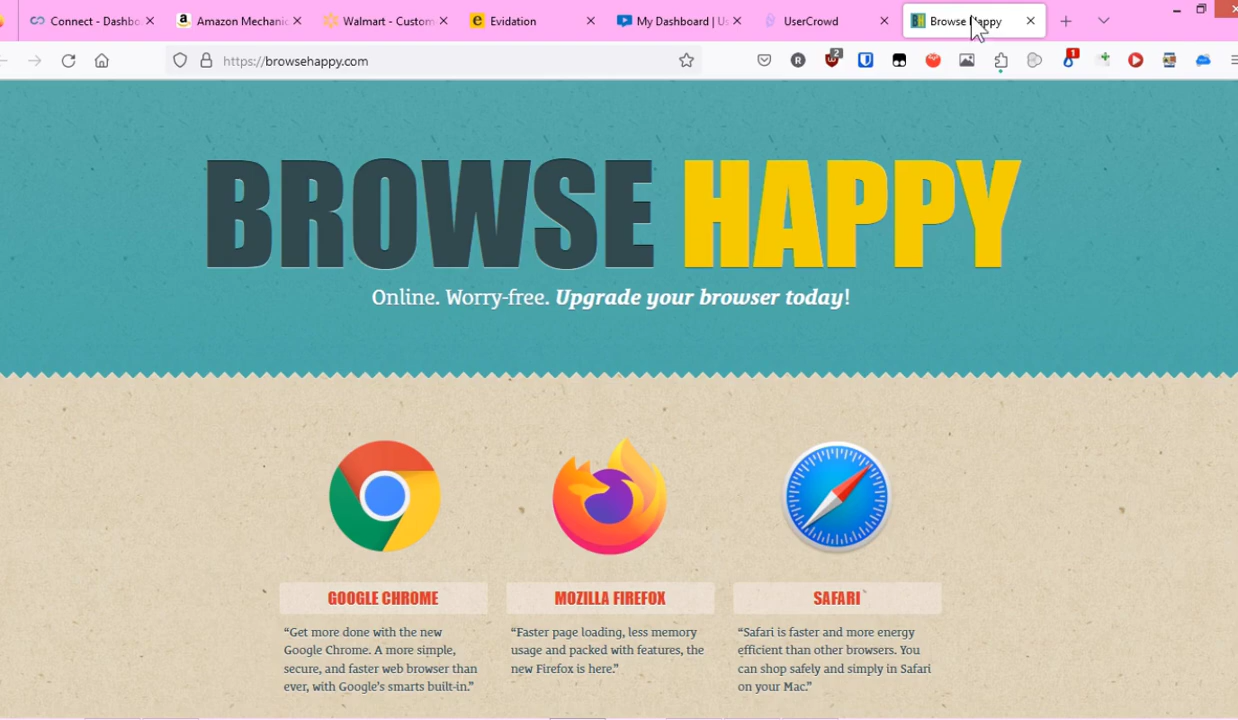 Connect - Dashbo
Amazon Mechanic
Walmart - Custom
Evidation
My Dashboard | Us
UserCrowd
Browse Happy
https://browsehappy.com
2
1
BROWSE HAPPY
Online. Worry-free. Upgrade your browser today!
GOOGLE CHROME
MOZILLA FIREFOX
SAFARI
“Get more done with the new
Google Chrome. A more simple,
secure, and faster web browser than
ever, with Google’s smarts built-in.”
“Faster page loading, less memory
usage and packed with features, the
new Firefox is here.”
“Safari is faster and more energy
efficient than other browsers. You
can shop safely and simply in Safari
on your Mac.”